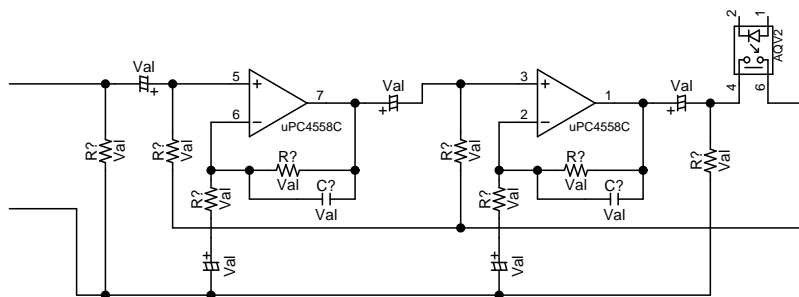 2
1
AQV2
4
6
Val
+
5
+
6
−
7
uPC4558C
Val
+
3
+
2
−
1
uPC4558C
Val
+
R?
Val
R?
Val
R?
Val
C?
Val
R?
Val
+
Val
R?
Val
R?
Val
C?
Val
R?
Val
+
Val
R?
Val